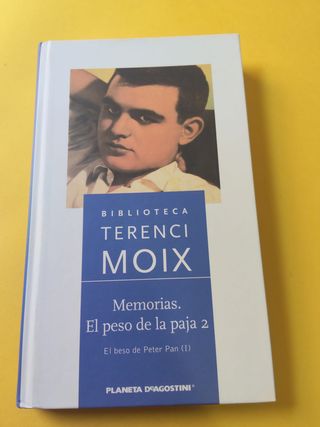 BIBLIOTECA
TERENCI
MOIX
Memorias.
El peso de la paja 2
El beso de Peter Pan (I)
PLANETA DEAGOSTINI